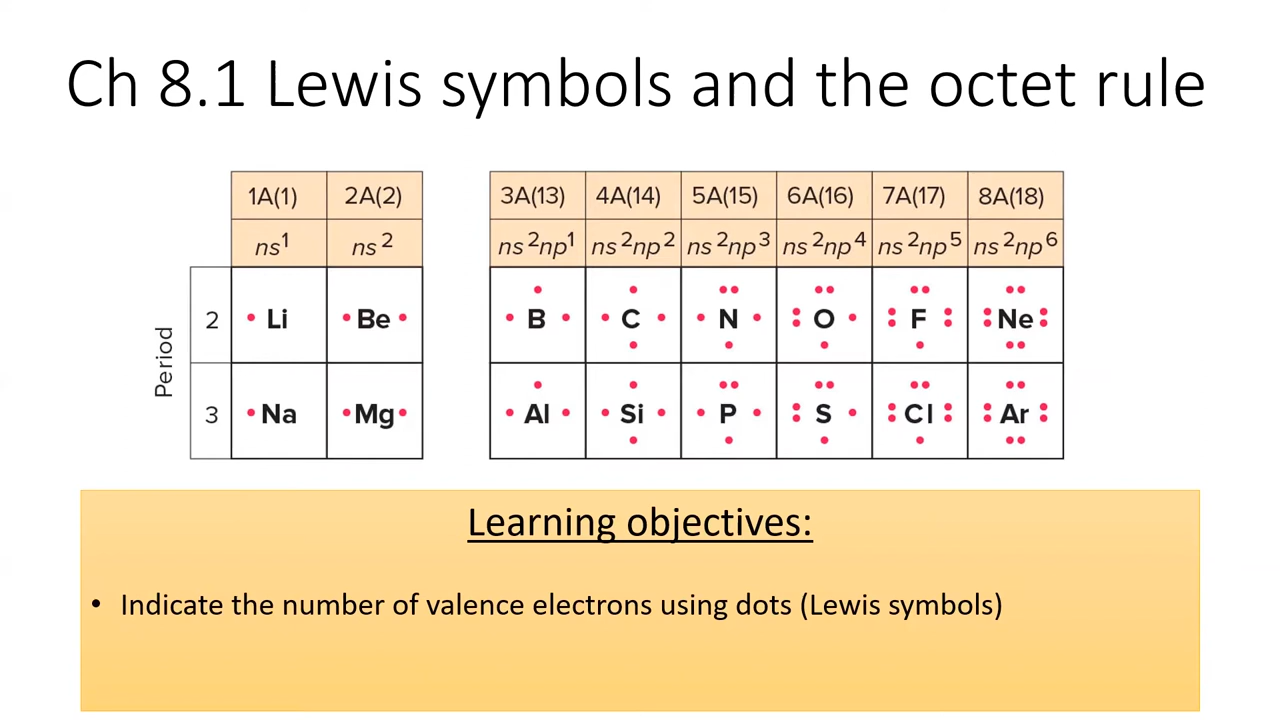 Ch 8.1 Lewis symbols and the octet rule
1A(1) 2A(2) 3A(13) 4A(14) 5A(15) 6A(16) 7A(17) 8A(18)
ns¹ ns² ns²np¹ ns²np² ns²np³ ns²np⁴ ns²np⁵ ns²np⁶
Period
2 Li Be B C N O F Ne
3 Na Mg Al Si P S Cl Ar
Learning objectives:
• Indicate the number of valence electrons using dots (Lewis symbols)